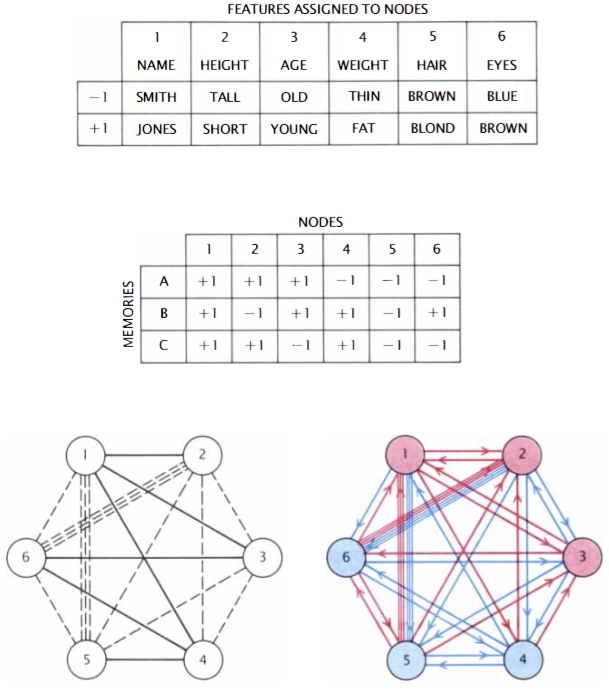 FEATURES ASSIGNED TO NODES
1 2 3 4 5 6
NAME HEIGHT AGE WEIGHT HAIR EYES
−1 SMITH TALL OLD THIN BROWN BLUE
+1 JONES SHORT YOUNG FAT BLOND BROWN
NODES
1 2 3 4 5 6
MEMORIES
A +1 +1 +1 −1 −1 −1
B +1 −1 +1 +1 −1 +1
C +1 +1 −1 +1 −1 −1
1 2 1 2
6 3 6 3
5 4 5 4